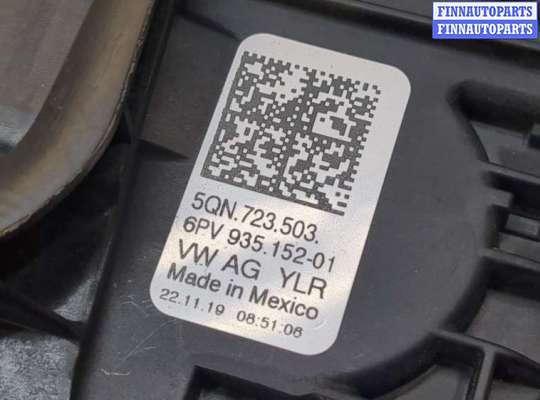 FINNAUTOPARTS
FINNAUTOPARTS
5QN.723.503.
6PV 935.152-01
VW AG YLR
Made in Mexico
22.11.19 08:51:06